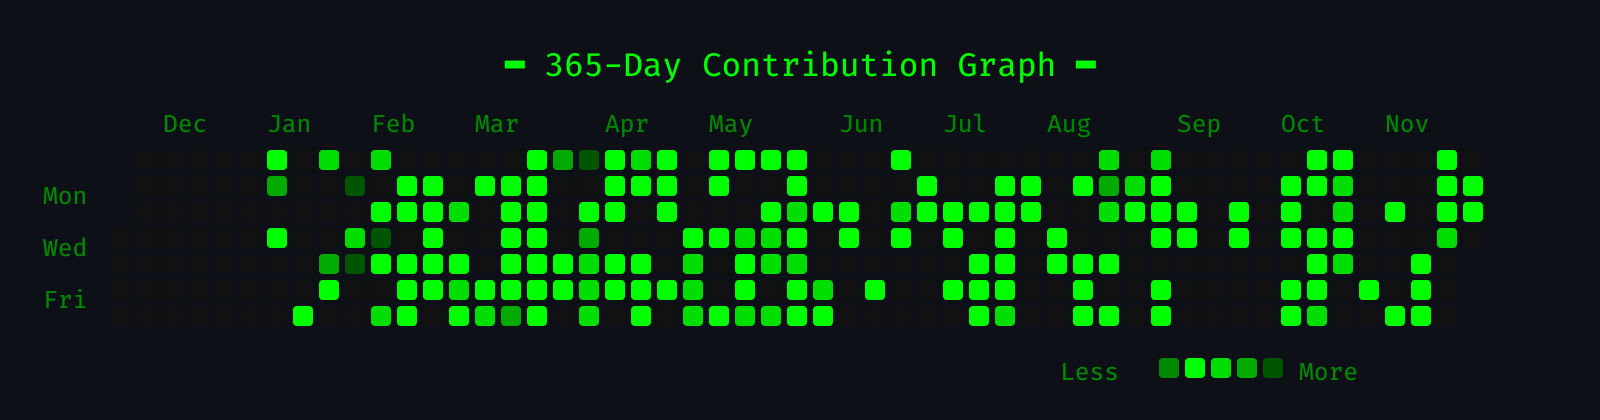 ━ 365-Day Contribution Graph ━
Dec Jan Feb Mar Apr May Jun Jul Aug Sep Oct Nov
Mon
Wed
Fri
Less More